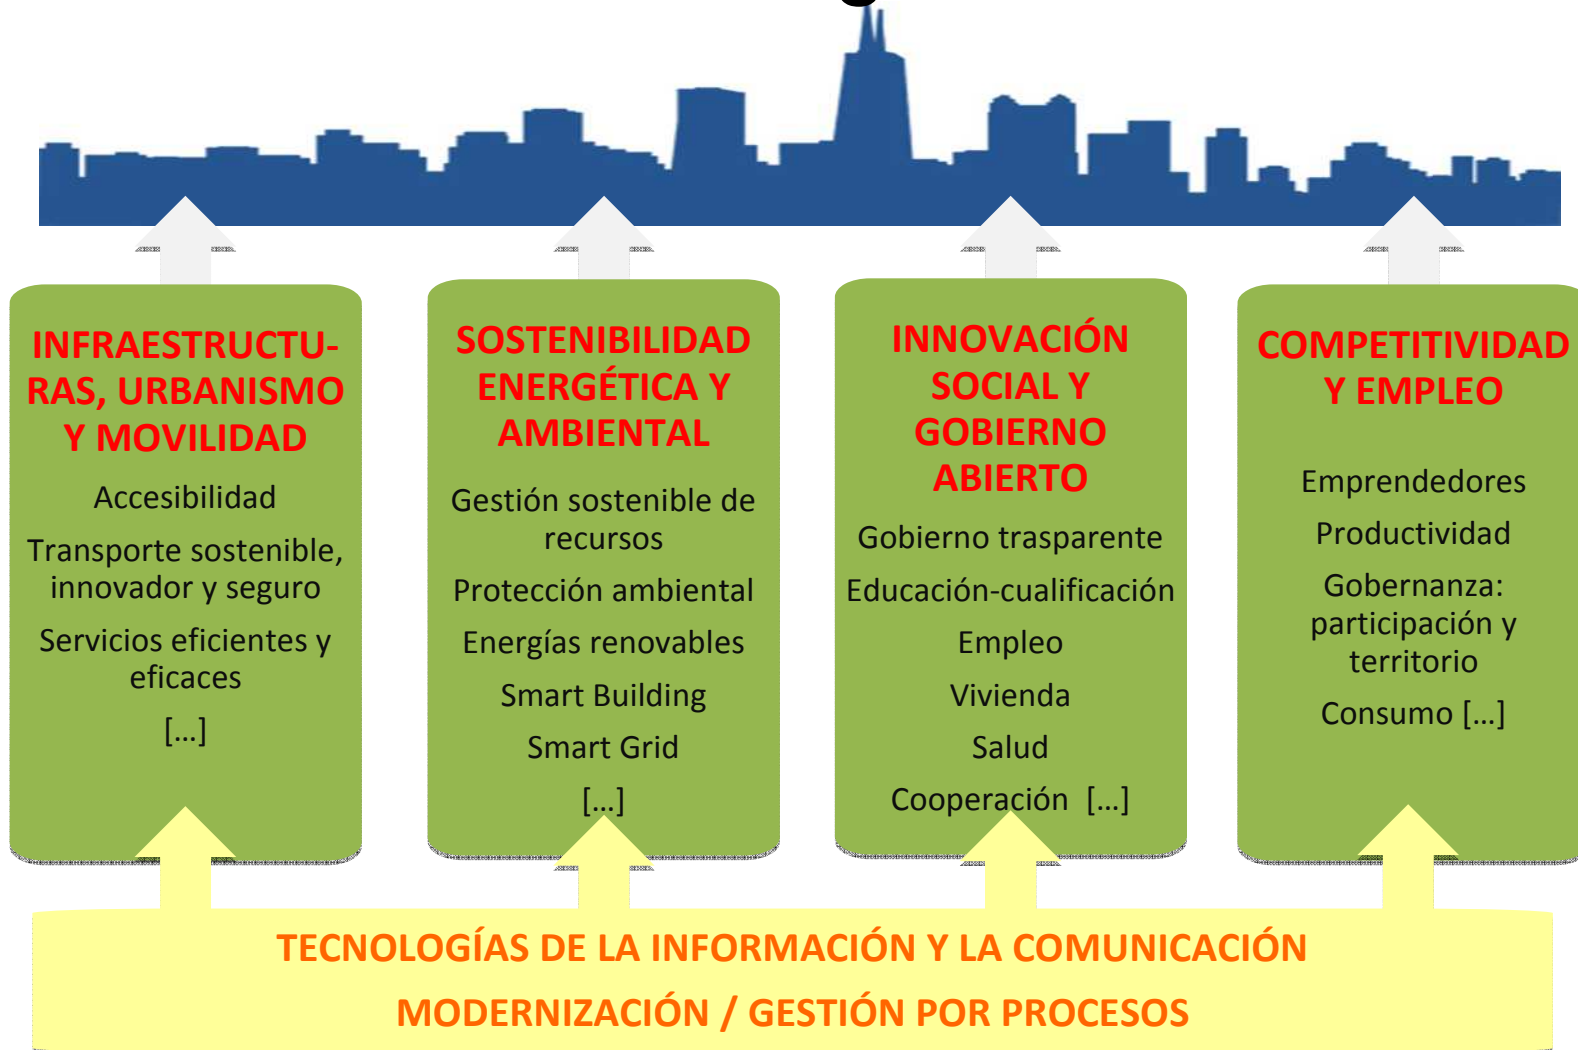 INFRAESTRUCTU-
RAS, URBANISMO
Y MOVILIDAD
Accesibilidad
Transporte sostenible,
innovador y seguro
Servicios eficientes y
eficaces
[...]
SOSTENIBILIDAD
ENERGÉTICA Y
AMBIENTAL
Gestión sostenible de
recursos
Protección ambiental
Energías renovables
Smart Building
Smart Grid
[...]
INNOVACIÓN
SOCIAL Y
GOBIERNO
ABIERTO
Gobierno trasparente
Educación-cualificación
Empleo
Vivienda
Salud
Cooperación [...]
COMPETITIVIDAD
Y EMPLEO
Emprendedores
Productividad
Gobernanza:
participación y
territorio
Consumo [...]
TECNOLOGÍAS DE LA INFORMACIÓN Y LA COMUNICACIÓN
MODERNIZACIÓN / GESTIÓN POR PROCESOS